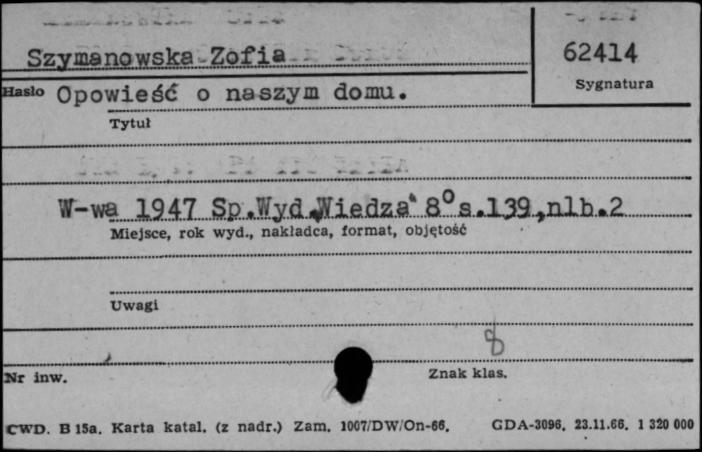 Szymanowska Zofia
62414
Sygnatura
Hasło Opowieść o naszym domu.
Tytuł
W-wa 1947 Sp.Wyd.„Wiedza" 8° s.139,nlb.2
Miejsce, rok wyd., nakładca, format, objętość
Uwagi
8
Nr inw.
Znak klas.
CWD. B 15a. Karta katal. (z nadr.) Zam. 1007/DW/On-66. GDA-3096. 23.11.66. 1 320 000